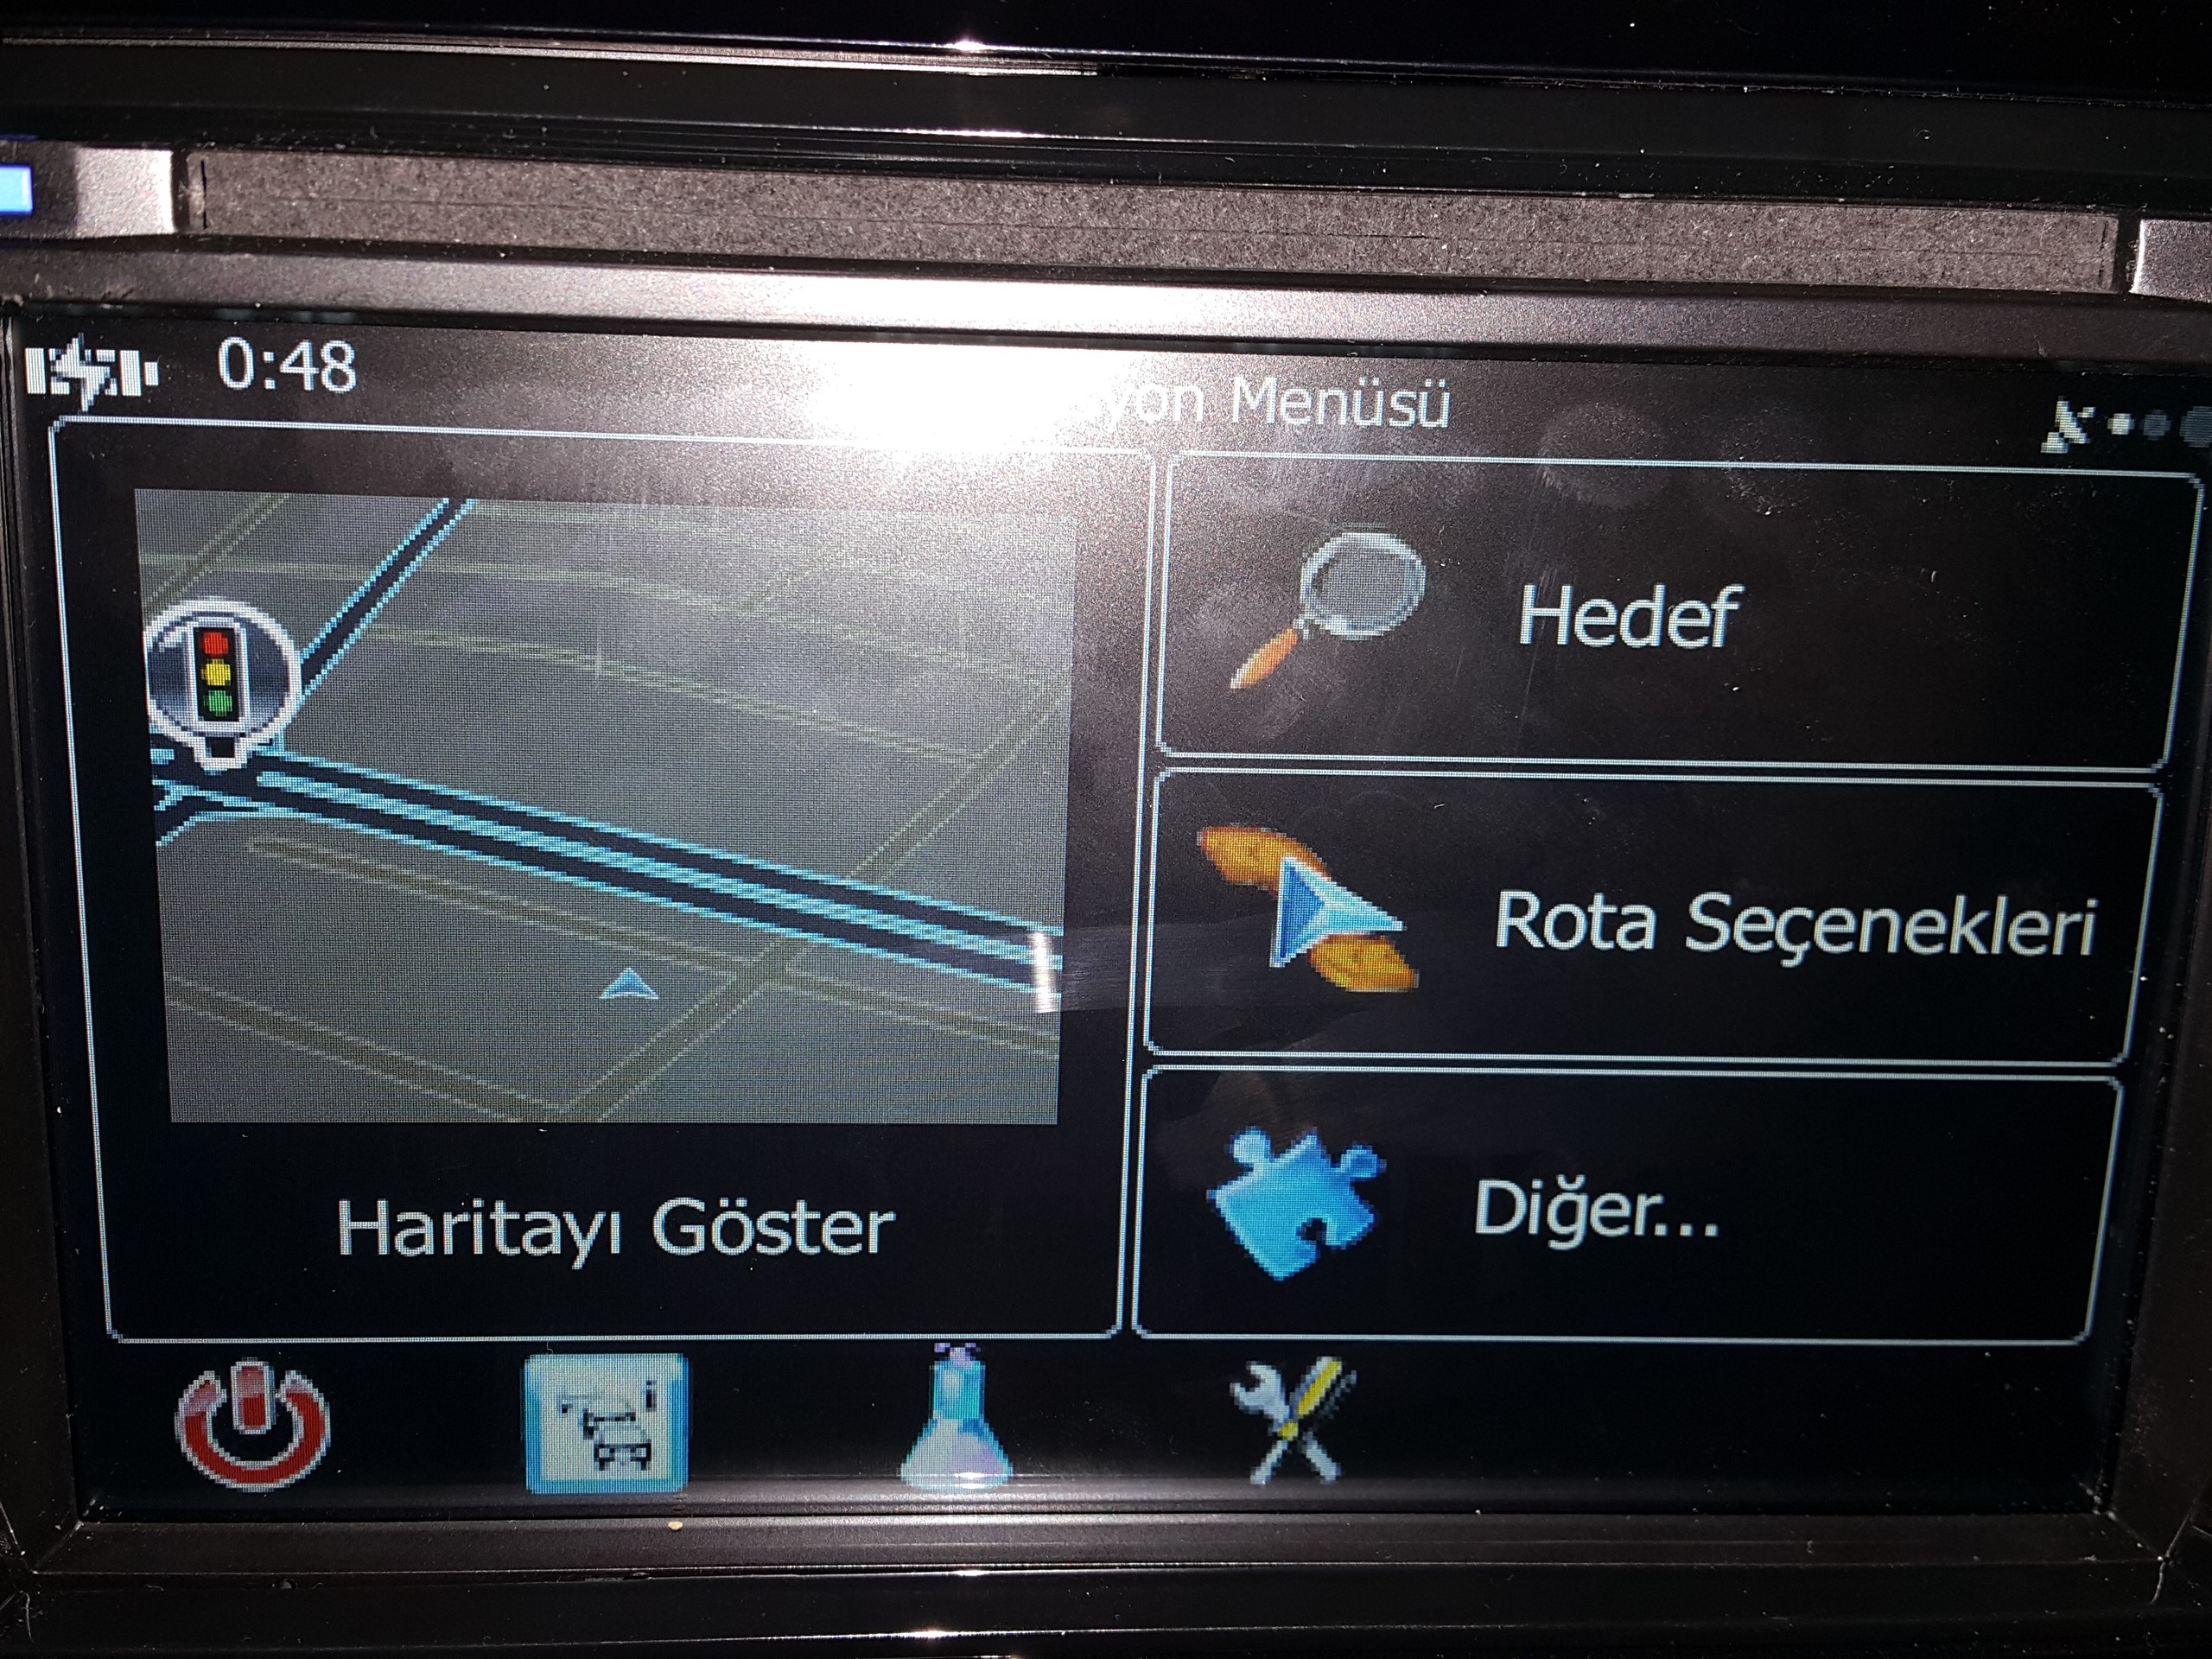 0:48
Menüsü
Hedef
Rota Seçenekleri
Diğer...
Haritayı Göster